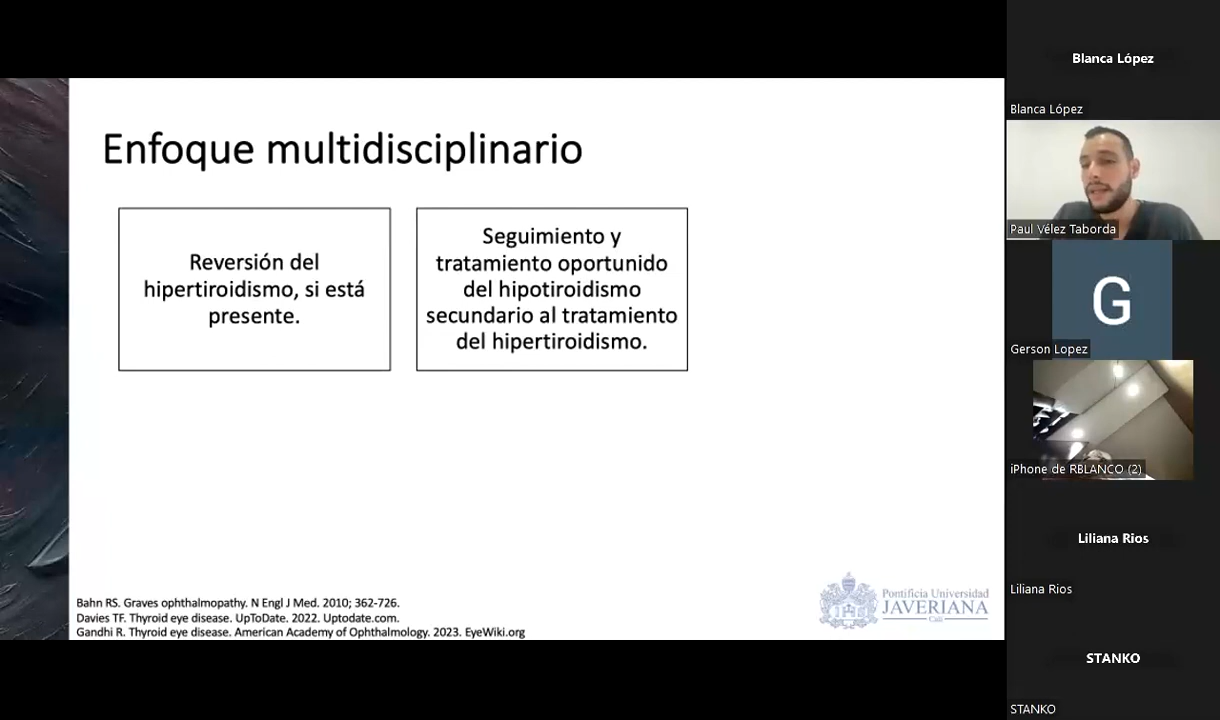 Enfoque multidisciplinario
Reversión del
hipertiroidismo, si está
presente.
Seguimiento y
tratamiento oportunido
del hipotiroidismo
secundario al tratamiento
del hipertiroidismo.
Bahn RS. Graves ophthalmopathy. N Engl J Med. 2010; 362-726.
Davies TF. Thyroid eye disease. UpToDate. 2022. Uptodate.com.
Gandhi R. Thyroid eye disease. American Academy of Ophthalmology. 2023. EyeWiki.org
Pontificia Universidad
JAVERIANA
Cali
Blanca López
Blanca López
Paul Vélez Taborda
G
Gerson Lopez
iPhone de RBLANCO (2)
Liliana Rios
Liliana Rios
STANKO
STANKO